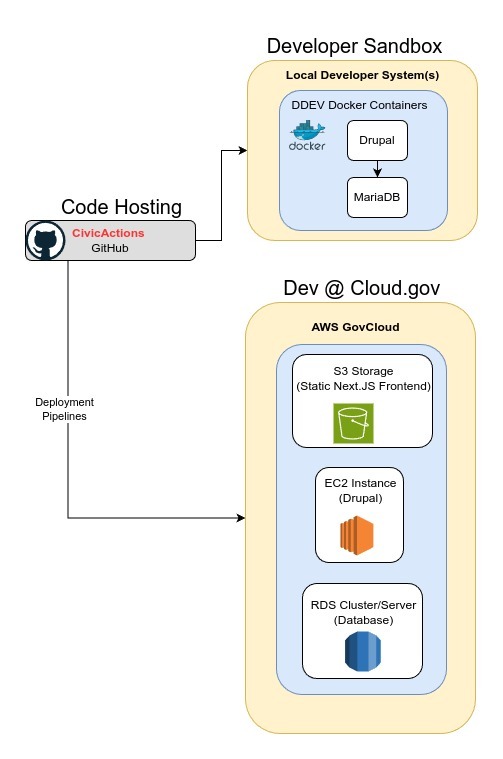 Developer Sandbox
Local Developer System(s)
DDEV Docker Containers
docker
Drupal
MariaDB
Code Hosting
CivicActions
GitHub
Deployment
Pipelines
Dev @ Cloud.gov
AWS GovCloud
S3 Storage
(Static Next.JS Frontend)
EC2 Instance
(Drupal)
RDS Cluster/Server
(Database)